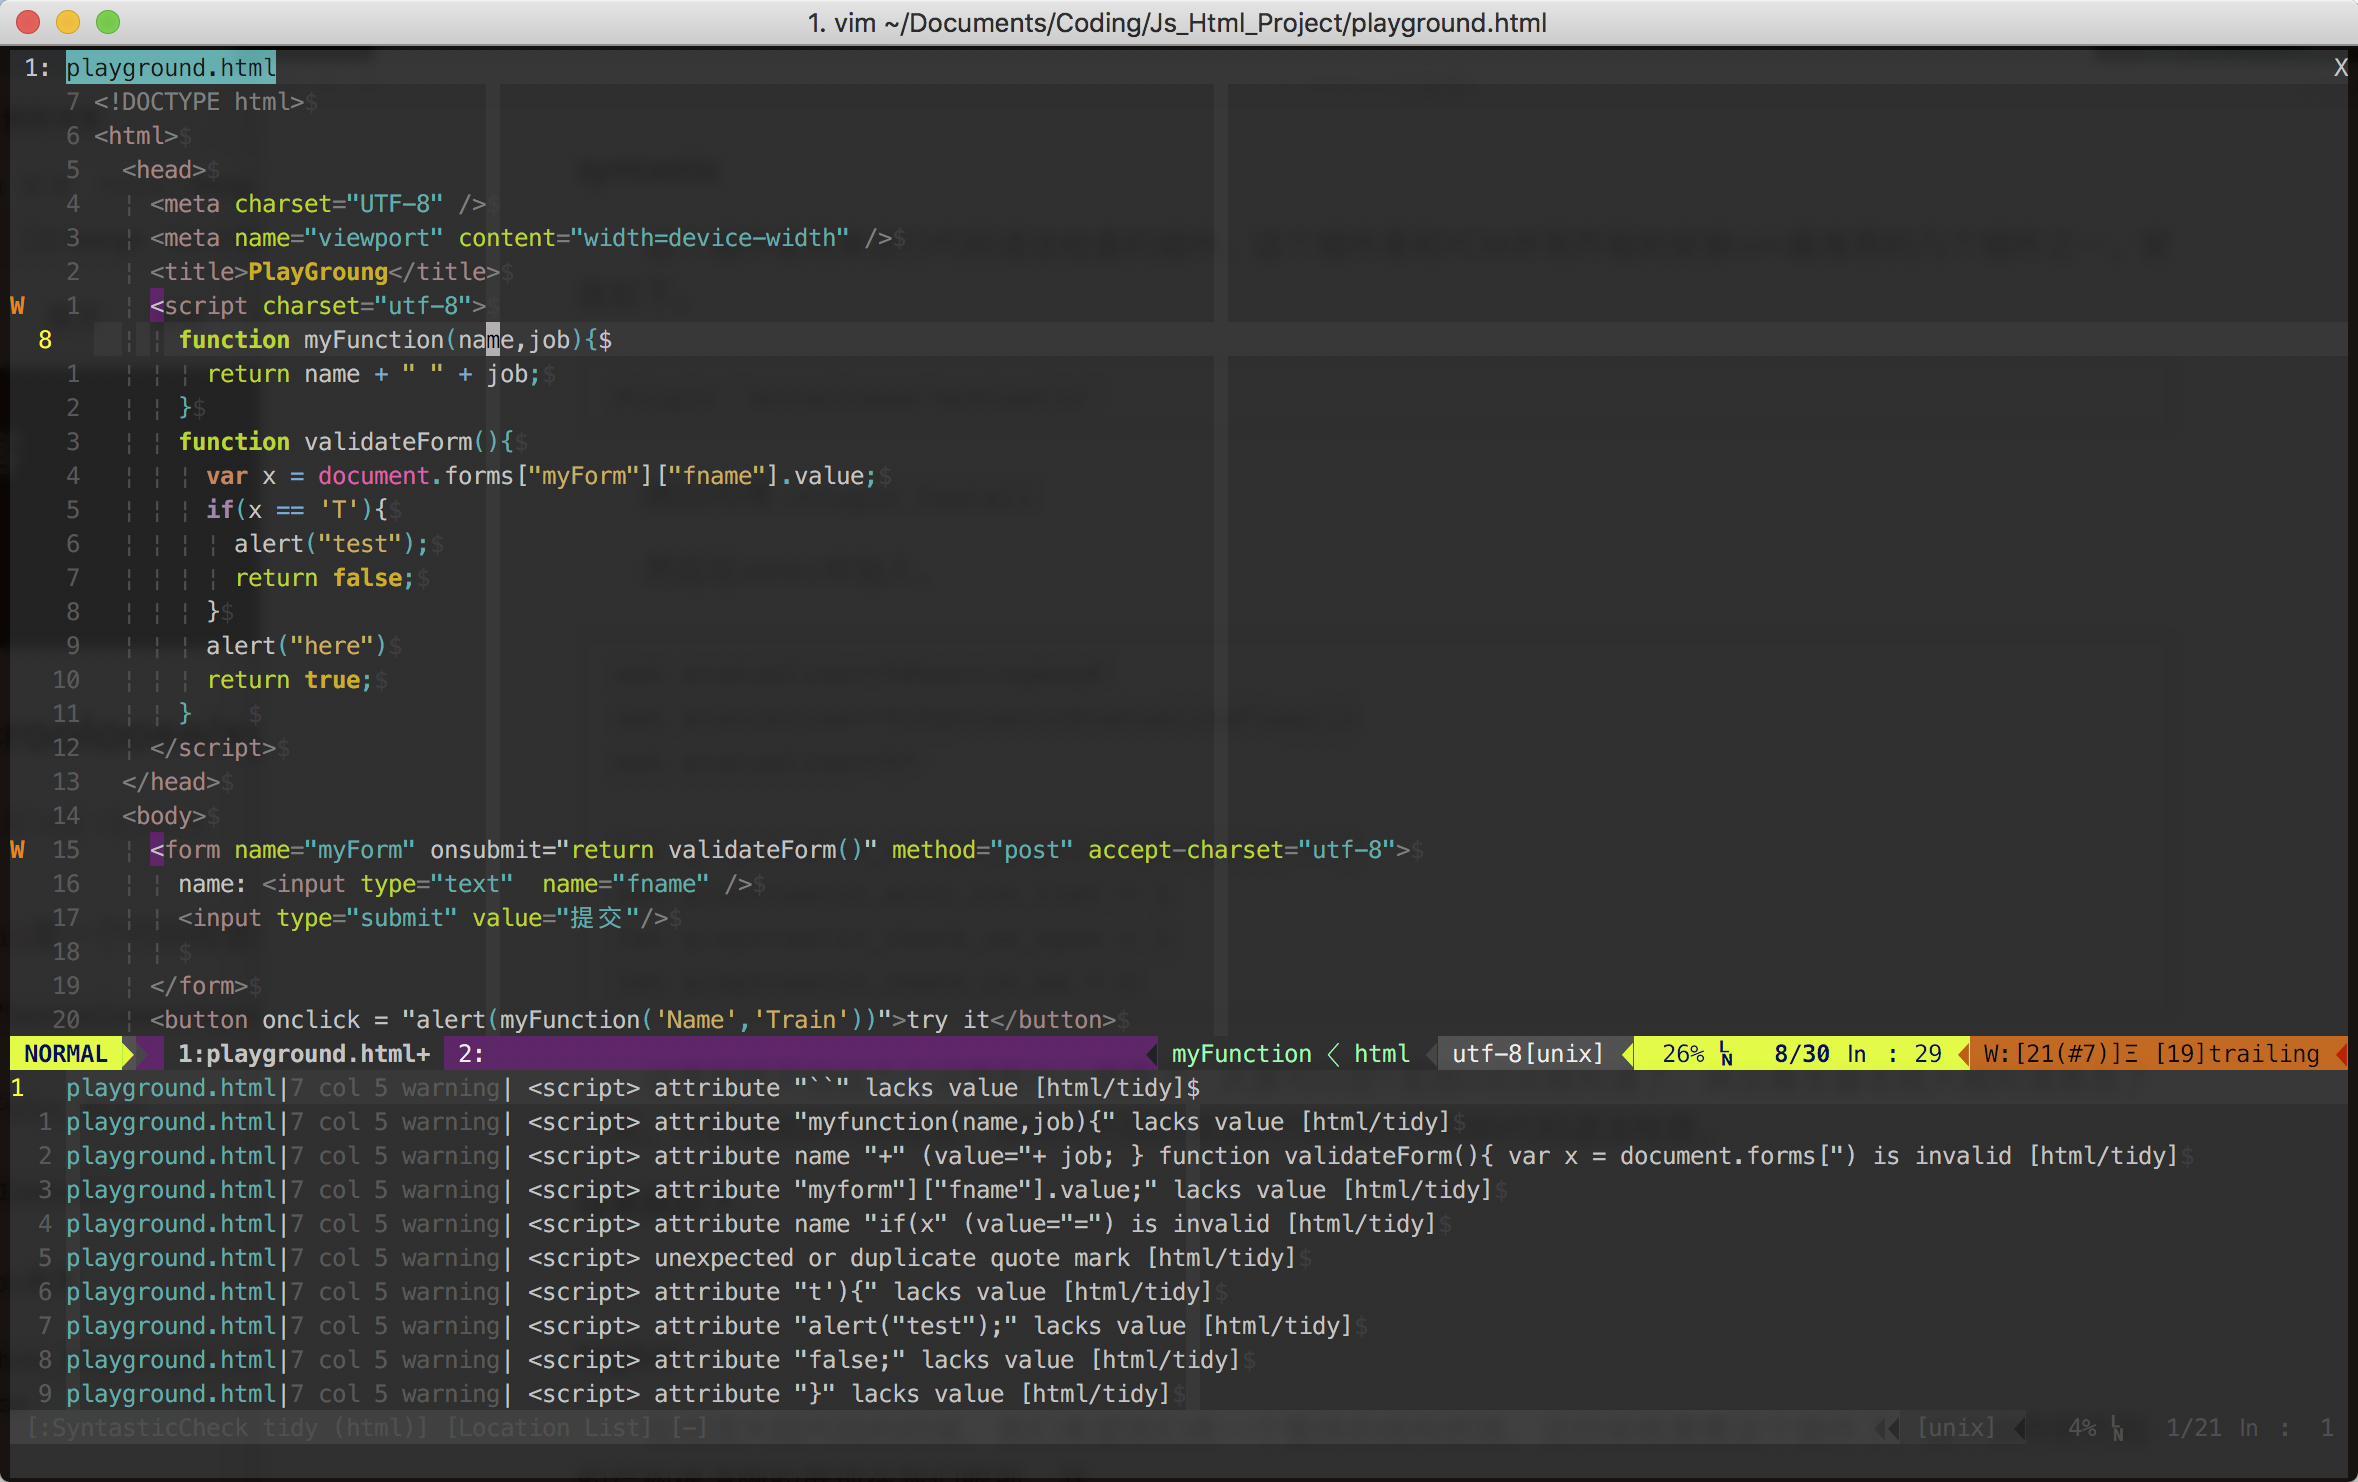 1. vim ~/Documents/Coding/Js_Html_Project/playground.html
1: playground.html X
7 <!DOCTYPE html>$
6 <html>$
5   <head>$
4   ¦ <meta charset="UTF-8" />$
3   ¦ <meta name="viewport" content="width=device-width" />$
2   ¦ <title>PlayGroung</title>$
W 1   ¦ <script charset="utf-8">$
8   ¦ ¦ function myFunction(name,job){$
1   ¦ ¦ ¦ return name + " " + job;$
2   ¦ ¦ }$
3   ¦ ¦ function validateForm(){$
4   ¦ ¦ ¦ var x = document.forms["myForm"]["fname"].value;$
5   ¦ ¦ ¦ if(x == 'T'){$
6   ¦ ¦ ¦ ¦ alert("test");$
7   ¦ ¦ ¦ ¦ return false;$
8   ¦ ¦ ¦ }$
9   ¦ ¦ ¦ alert("here")$
10   ¦ ¦ ¦ return true;$
11   ¦ ¦ }    $
12   ¦ </script>$
13   </head>$
14   <body>$
W 15   ¦ <form name="myForm" onsubmit="return validateForm()" method="post" accept-charset="utf-8">$
16   ¦ ¦ name: <input type="text"  name="fname" />$
17   ¦ ¦ <input type="submit" value="提交"/>$
18   ¦ ¦ $
19   ¦ </form>$
20   ¦ <button onclick = "alert(myFunction('Name','Train'))">try it</button>$
NORMAL 1:playground.html+ 2: myFunction < html utf-8[unix] 26% LN 8/30 ln : 29 W:[21(#7)]Ξ [19]trailing
1 playground.html|7 col 5 warning| <script> attribute "``" lacks value [html/tidy]$
1 playground.html|7 col 5 warning| <script> attribute "myfunction(name,job){" lacks value [html/tidy]$
2 playground.html|7 col 5 warning| <script> attribute name "+" (value="+ job; } function validateForm(){ var x = document.forms[") is invalid [html/tidy]$
3 playground.html|7 col 5 warning| <script> attribute "myform"]["fname"].value;" lacks value [html/tidy]$
4 playground.html|7 col 5 warning| <script> attribute name "if(x" (value="=") is invalid [html/tidy]$
5 playground.html|7 col 5 warning| <script> unexpected or duplicate quote mark [html/tidy]$
6 playground.html|7 col 5 warning| <script> attribute "t'){" lacks value [html/tidy]$
7 playground.html|7 col 5 warning| <script> attribute "alert("test");" lacks value [html/tidy]$
8 playground.html|7 col 5 warning| <script> attribute "false;" lacks value [html/tidy]$
9 playground.html|7 col 5 warning| <script> attribute "}" lacks value [html/tidy]$
[:SyntasticCheck tidy (html)] [Location List] [-] [unix] 4% LN 1/21 ln : 1